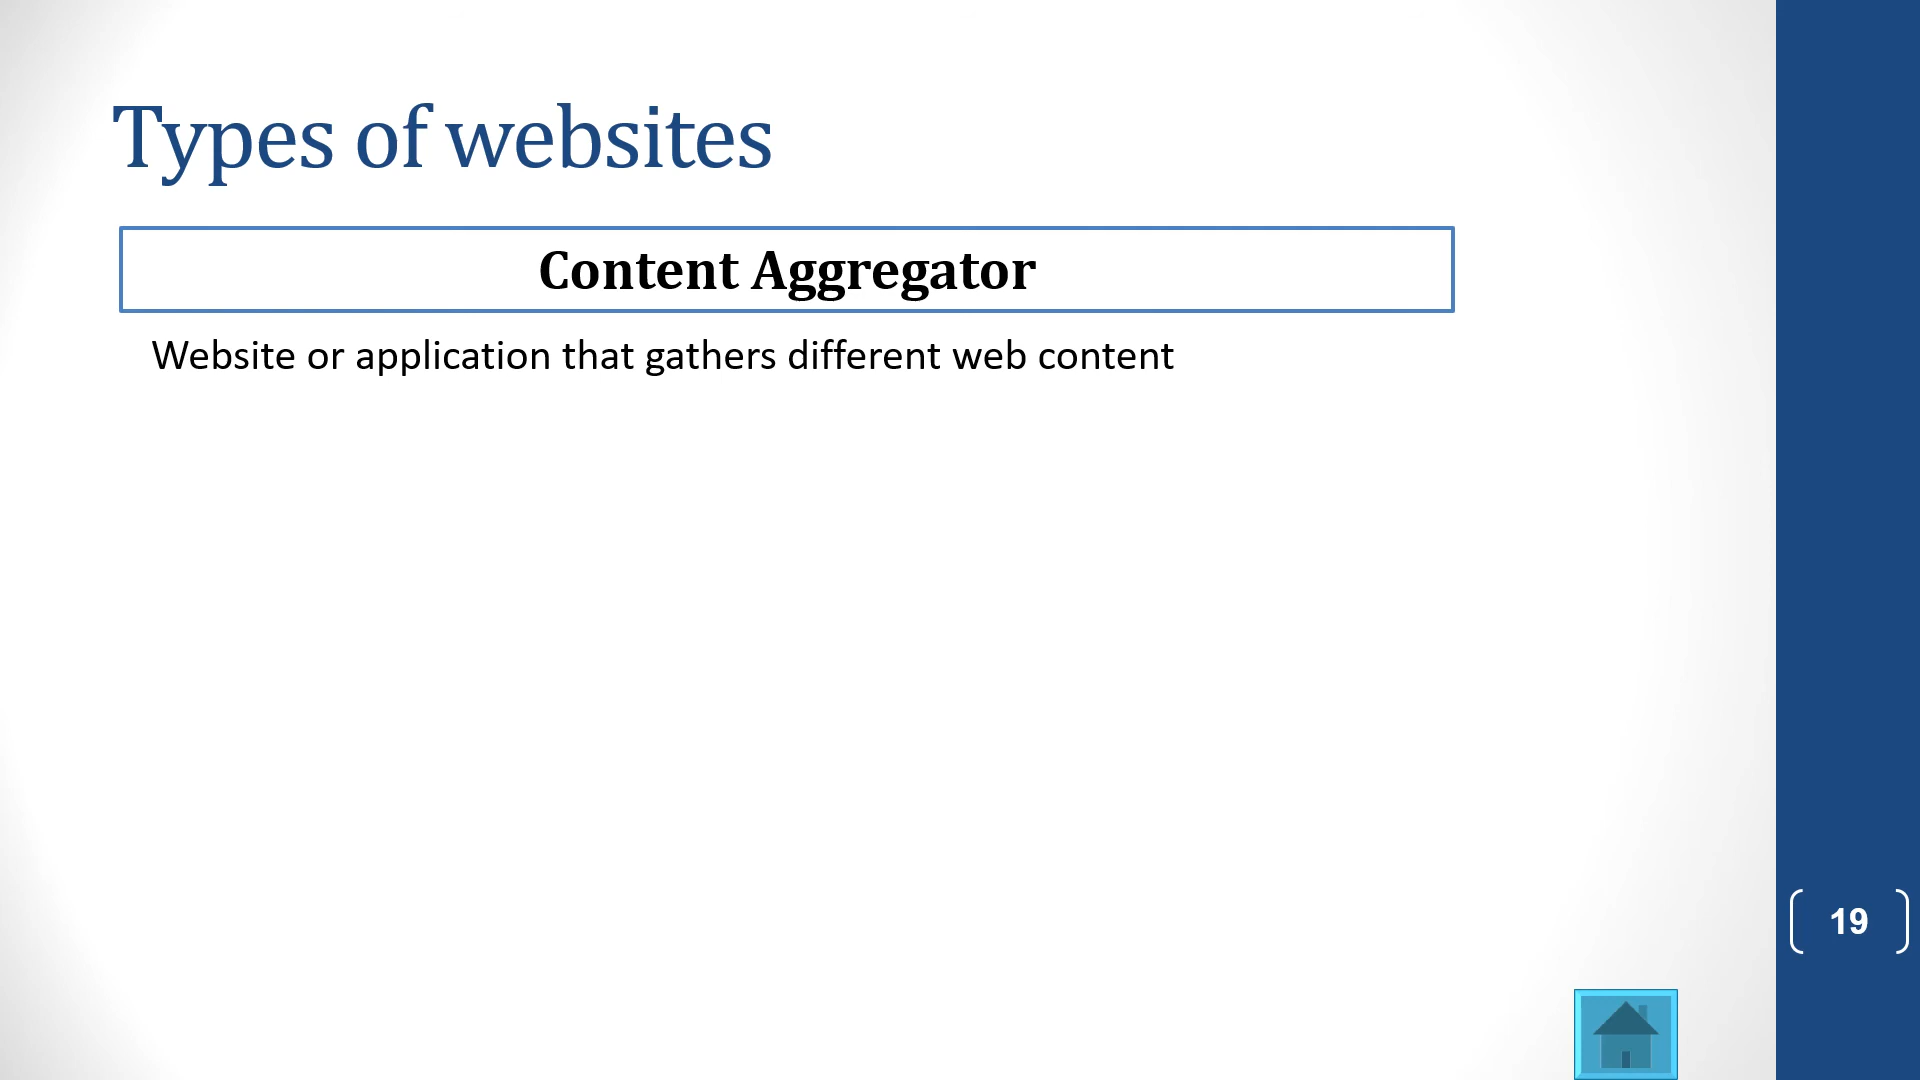 Types of websites
Content Aggregator
Website or application that gathers different web content
19